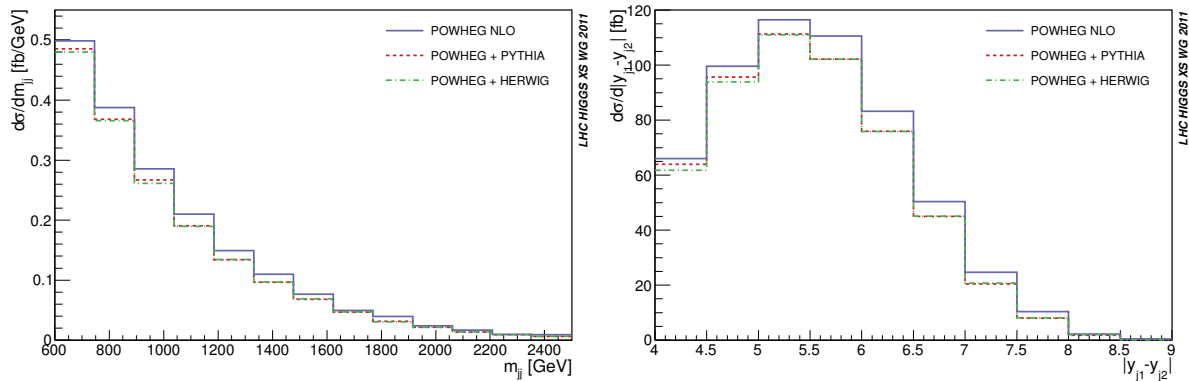 dσ/dm_jj [fb/GeV]
0.5
0.4
0.3
0.2
0.1
0
POWHEG NLO
POWHEG + PYTHIA
POWHEG + HERWIG
LHC HIGGS XS WG 2011
600 800 1000 1200 1400 1600 1800 2000 2200 2400
m_jj [GeV]
dσ/d|y_j1-y_j2| [fb]
120
100
80
60
40
20
0
POWHEG NLO
POWHEG + PYTHIA
POWHEG + HERWIG
LHC HIGGS XS WG 2011
4 4.5 5 5.5 6 6.5 7 7.5 8 8.5 9
|y_j1-y_j2|